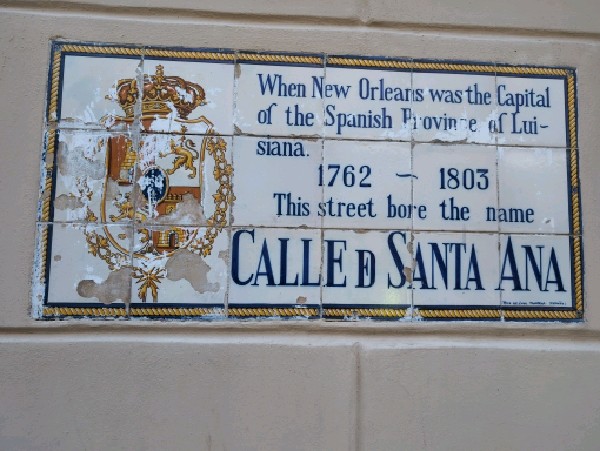 When New Orleans was the Capital
of the Spanish Province of Lui-
siana.
1762 ~ 1803
This street bore the name
CALLE D SANTA ANA